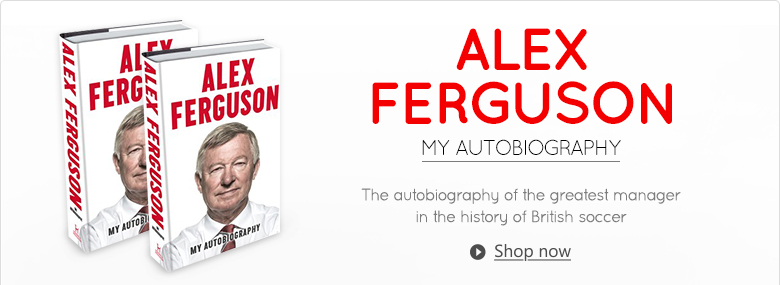 ALEX
FERGUSON
MY AUTOBIOGRAPHY
ALEX FERGUSON
ALEX
FERGUSON
MY AUTOBIOGRAPHY
ALEX
FERGUSON
MY AUTOBIOGRAPHY
The autobiography of the greatest manager
in the history of British soccer
Shop now